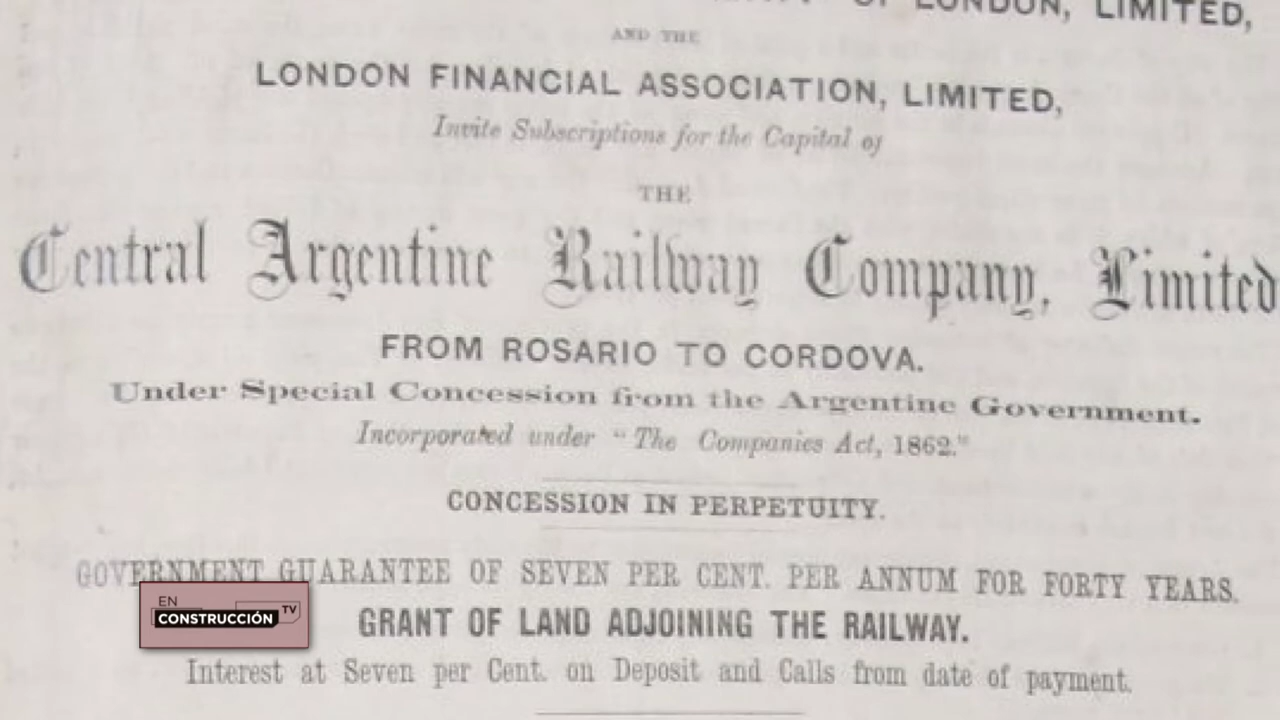 OF LONDON, LIMITED,
AND THE
LONDON FINANCIAL ASSOCIATION, LIMITED,
Invite Subscriptions for the Capital of
THE
Central Argentine Railway Company, Limited
FROM ROSARIO TO CORDOVA.
Under Special Concession from the Argentine Government.
Incorporated under "The Companies Act, 1862."
CONCESSION IN PERPETUITY.
GOVERNMENT GUARANTEE OF SEVEN PER CENT. PER ANNUM FOR FORTY YEARS.
EN
CONSTRUCCIÓN TV
GRANT OF LAND ADJOINING THE RAILWAY.
Interest at Seven per Cent. on Deposit and Calls from date of payment.